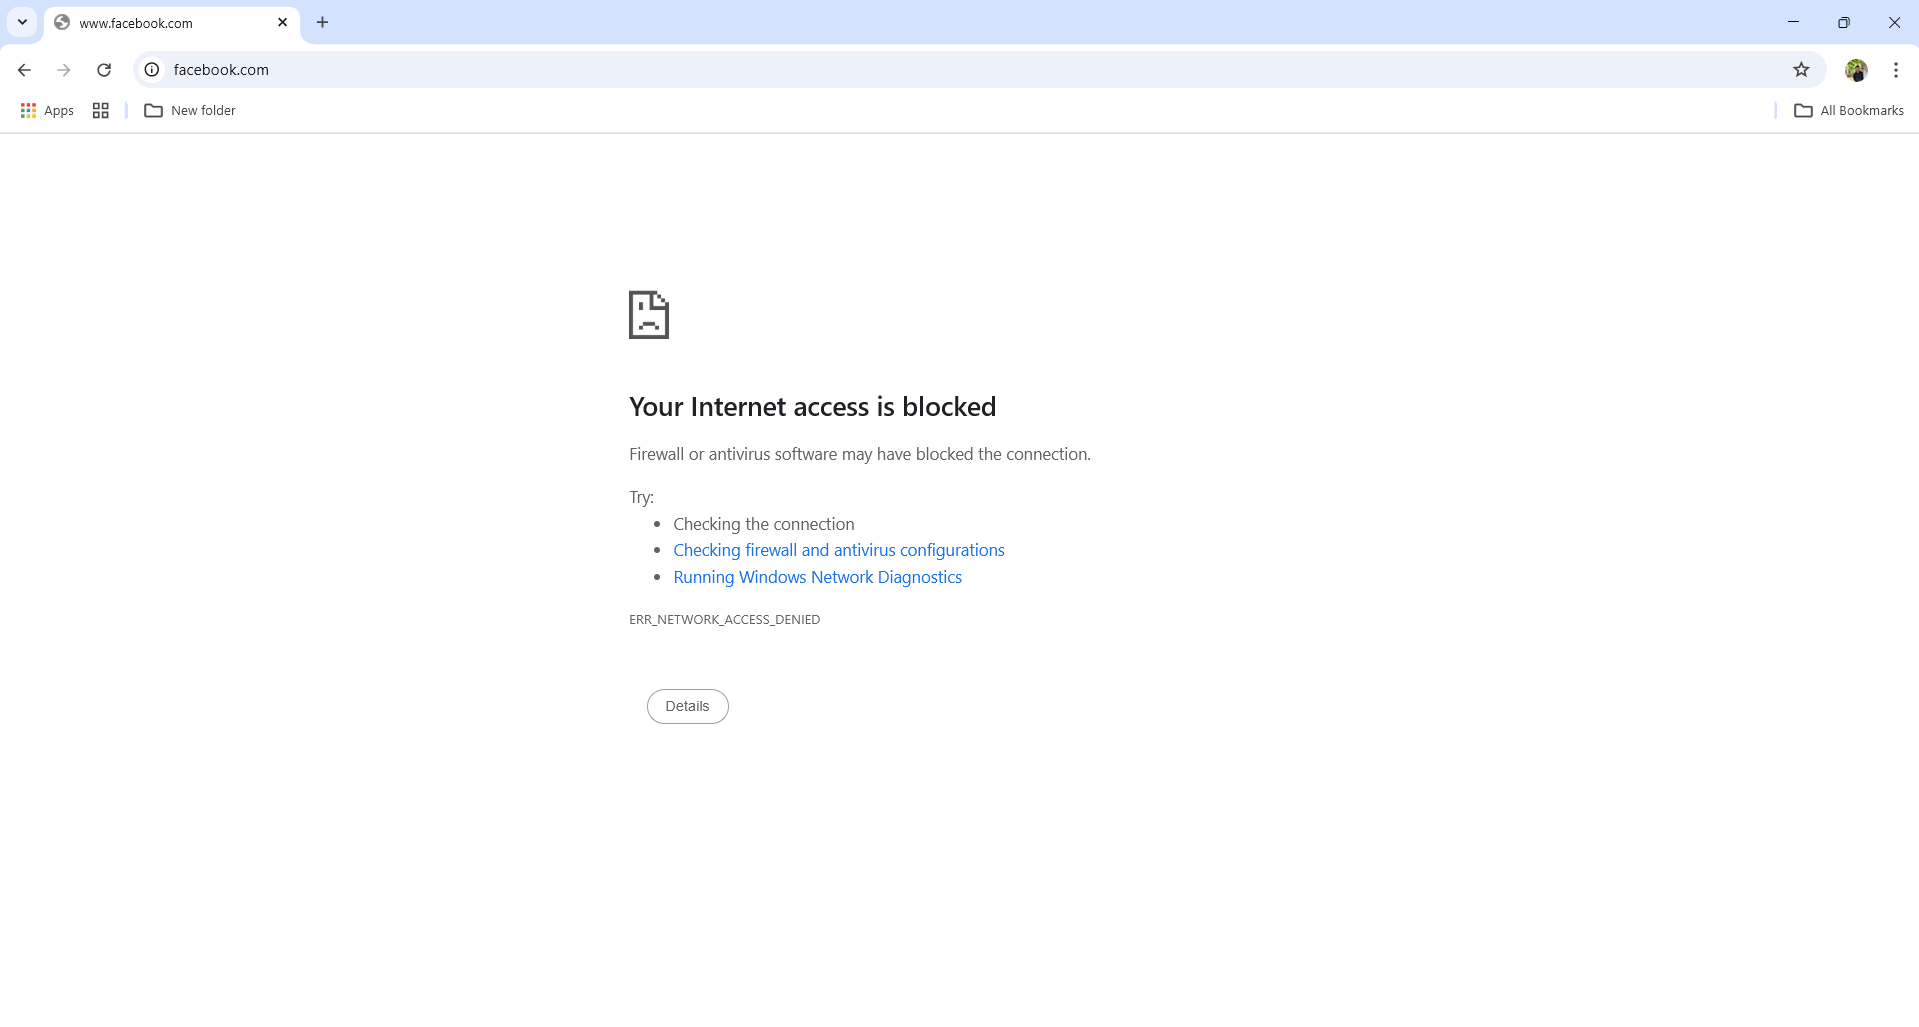 www.facebook.com
facebook.com
Apps
New folder
All Bookmarks
Your Internet access is blocked
Firewall or antivirus software may have blocked the connection.
Try:
Checking the connection
Checking firewall and antivirus configurations
Running Windows Network Diagnostics
ERR_NETWORK_ACCESS_DENIED
Details